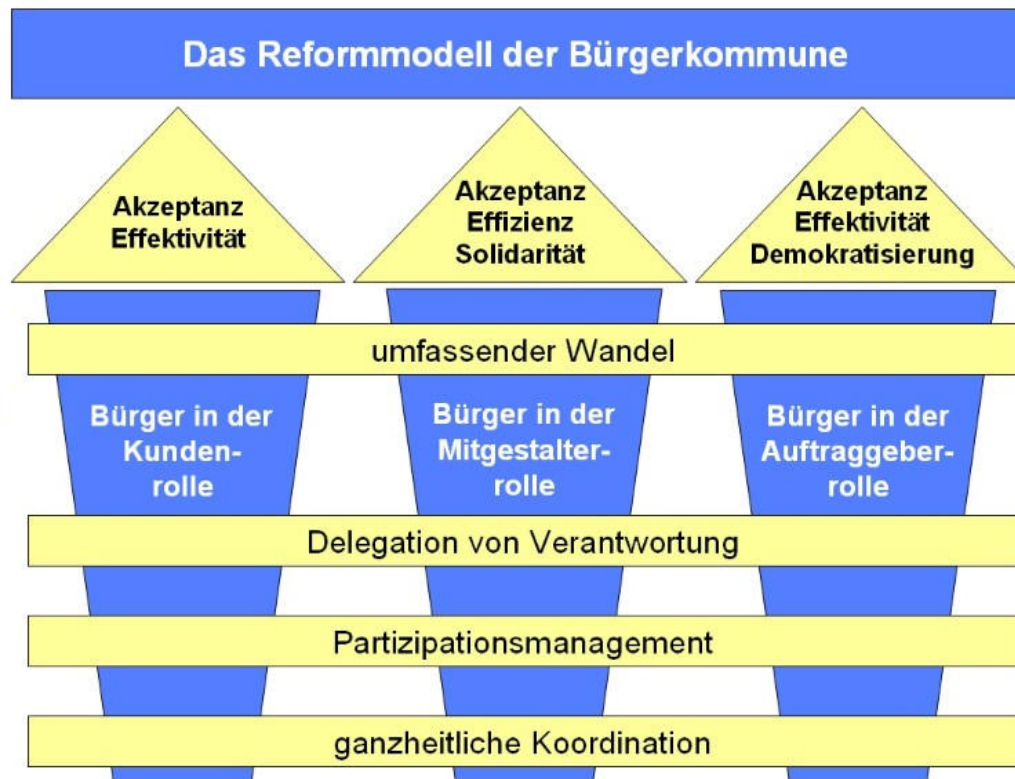 Das Reformmodell der Bürgerkommune
Akzeptanz
Effektivität
Akzeptanz
Effizienz
Solidarität
Akzeptanz
Effektivität
Demokratisierung
umfassender Wandel
Bürger in der
Kunden-
rolle
Bürger in der
Mitgestalter-
rolle
Bürger in der
Auftraggeber-
rolle
Delegation von Verantwortung
Partizipationsmanagement
ganzheitliche Koordination